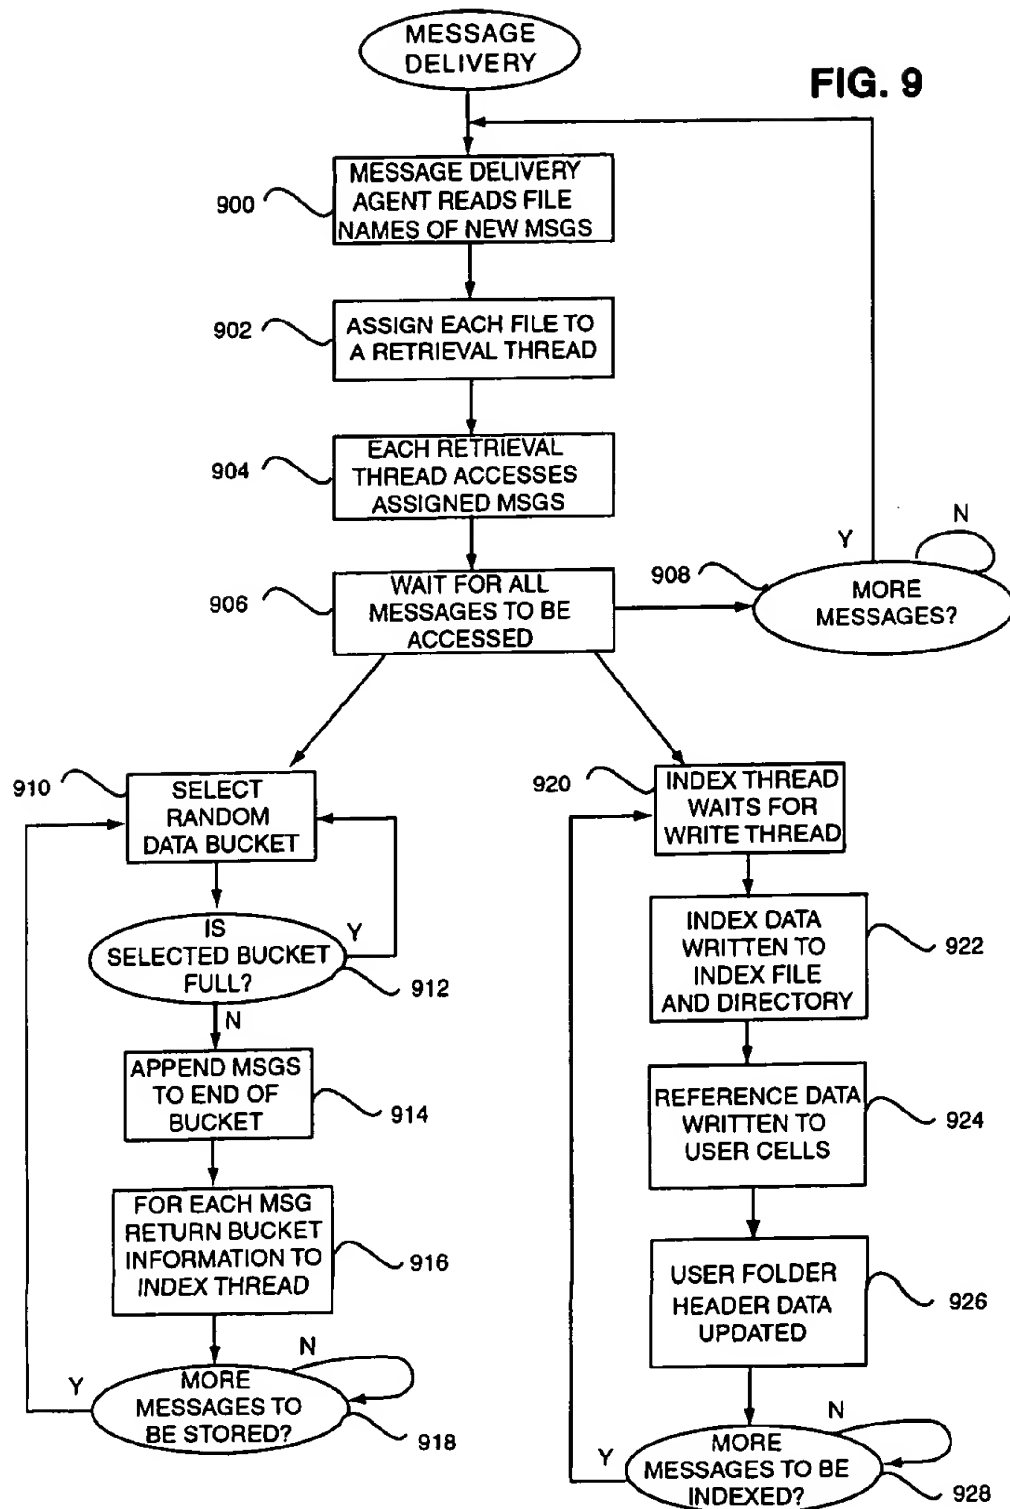 MESSAGE
DELIVERY
FIG. 9
900
MESSAGE DELIVERY
AGENT READS FILE
NAMES OF NEW MSGS
902
ASSIGN EACH FILE TO
A RETRIEVAL THREAD
904
EACH RETRIEVAL
THREAD ACCESSES
ASSIGNED MSGS
906
WAIT FOR ALL
MESSAGES TO BE
ACCESSED
908
Y
N
MORE
MESSAGES?
910
SELECT
RANDOM
DATA BUCKET
IS
SELECTED BUCKET
FULL?
Y
912
N
APPEND MSGS
TO END OF
BUCKET
914
FOR EACH MSG
RETURN BUCKET
INFORMATION TO
INDEX THREAD
916
N
Y
MORE
MESSAGES TO
BE STORED?
918
920
INDEX THREAD
WAITS FOR
WRITE THREAD
INDEX DATA
WRITTEN TO
INDEX FILE
AND DIRECTORY
922
REFERENCE DATA
WRITTEN TO
USER CELLS
924
USER FOLDER
HEADER DATA
UPDATED
926
N
Y
MORE
MESSAGES TO BE
INDEXED?
928